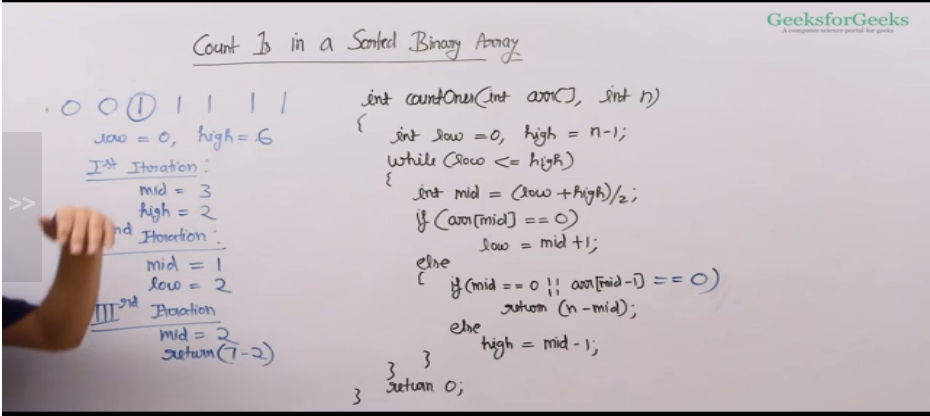 GeeksforGeeks
A computer science portal for geeks
Count 1s in a Sorted Binary Array
0 0 1 1 1 1 1
low = 0, high = 6
Ist Iteration :
mid = 3
high = 2
nd Iteration :
mid = 1
low = 2
IIIrd Iteration
mid = 2
return(7-2)
int countOnes(int arr[], int n)
{
int low = 0, high = n-1;
while (low <= high)
{
int mid = (low + high)/2;
if (arr[mid] == 0)
low = mid +1;
else
{ if(mid == 0 || arr[mid-1] == 0)
return (n-mid);
else
high = mid -1;
}
}
return 0;
}
>>